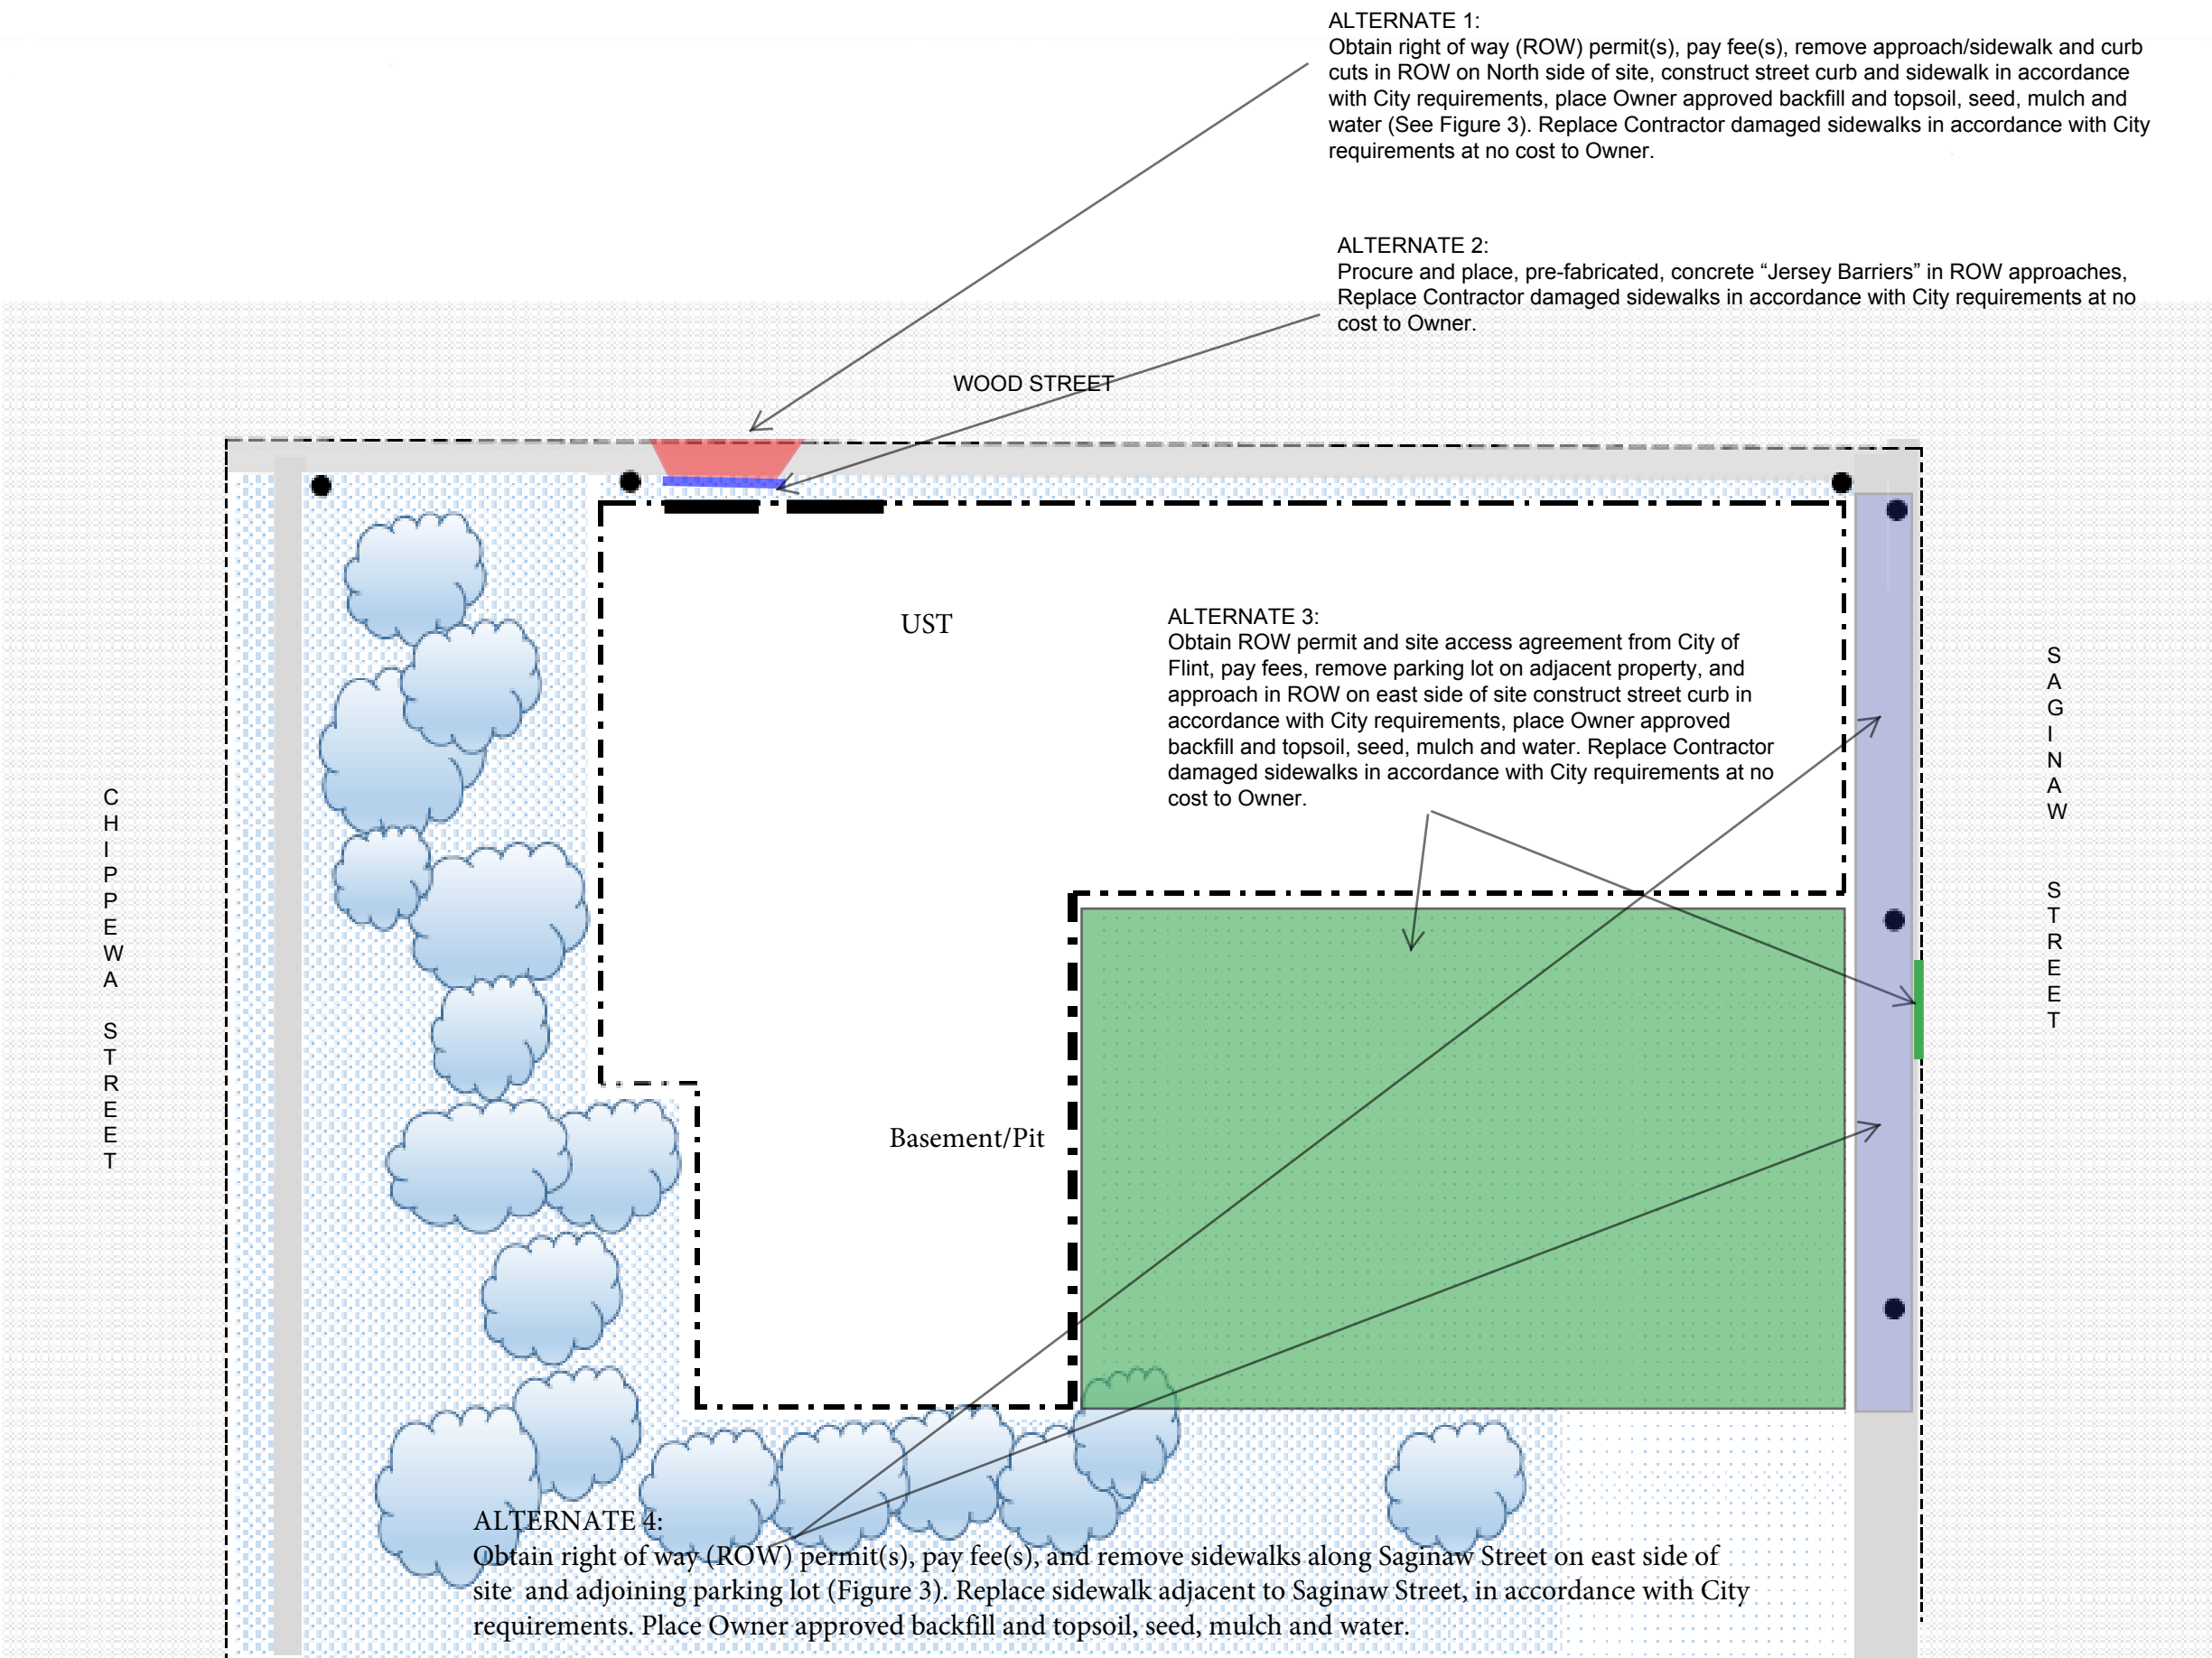 ALTERNATE 1:
Obtain right of way (ROW) permit(s), pay fee(s), remove approach/sidewalk and curb
cuts in ROW on North side of site, construct street curb and sidewalk in accordance
with City requirements, place Owner approved backfill and topsoil, seed, mulch and
water (See Figure 3). Replace Contractor damaged sidewalks in accordance with City
requirements at no cost to Owner.
ALTERNATE 2:
Procure and place, pre-fabricated, concrete “Jersey Barriers” in ROW approaches,
Replace Contractor damaged sidewalks in accordance with City requirements at no
cost to Owner.
WOOD STREET
UST
ALTERNATE 3:
Obtain ROW permit and site access agreement from City of
Flint, pay fees, remove parking lot on adjacent property, and
approach in ROW on east side of site construct street curb in
accordance with City requirements, place Owner approved
backfill and topsoil, seed, mulch and water. Replace Contractor
damaged sidewalks in accordance with City requirements at no
cost to Owner.
SAGINAW STREET
CHIPPEWA STREET
Basement/Pit
ALTERNATE 4:
Obtain right of way (ROW) permit(s), pay fee(s), and remove sidewalks along Saginaw Street on east side of
site and adjoining parking lot (Figure 3). Replace sidewalk adjacent to Saginaw Street, in accordance with City
requirements. Place Owner approved backfill and topsoil, seed, mulch and water.